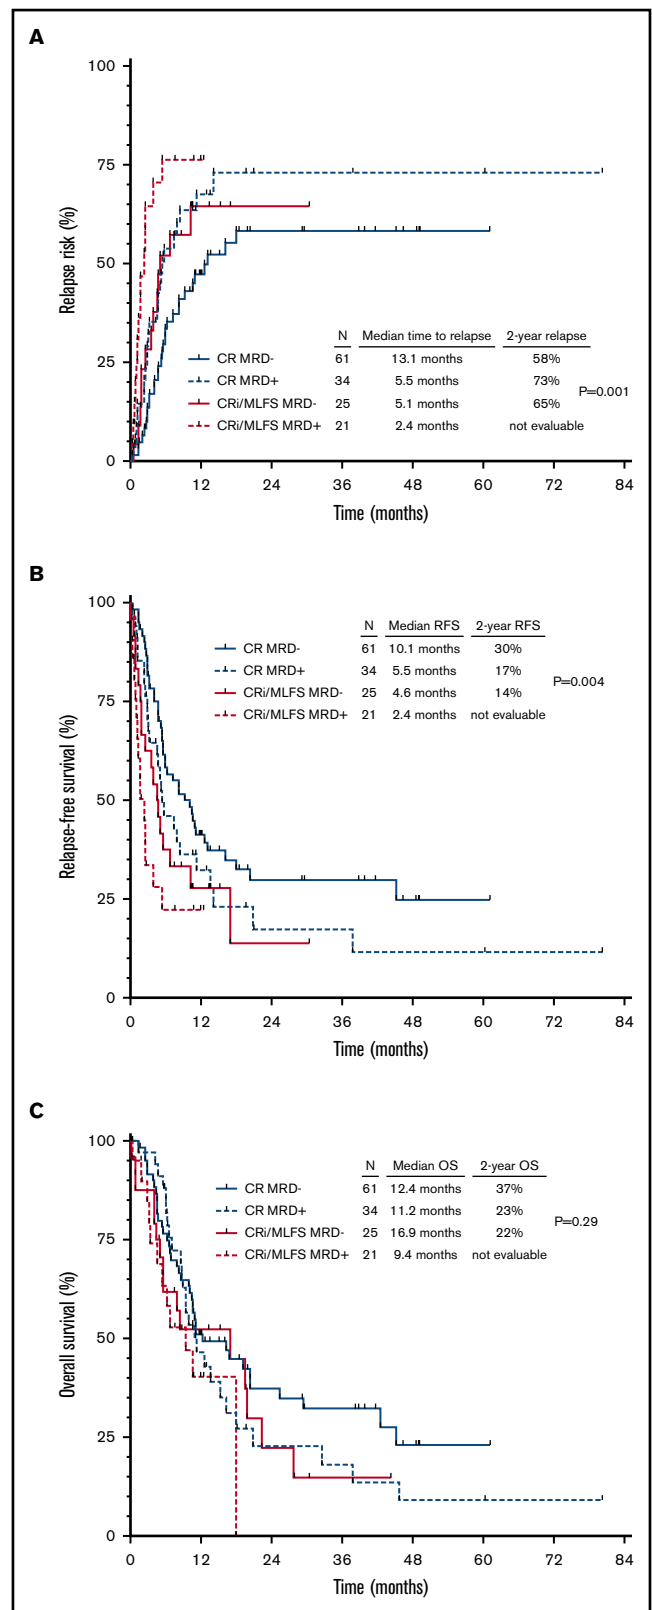 A
100
75
50
25
0
Relapse risk (%)
N Median time to relapse 2-year relapse
CR MRD- 61 13.1 months 58%
CR MRD+ 34 5.5 months 73%
CRi/MLFS MRD- 25 5.1 months 65%
CRi/MLFS MRD+ 21 2.4 months not evaluable
P=0.001
0 12 24 36 48 60 72 84
Time (months)
B
100
75
50
25
0
Relapse-free survival (%)
N Median RFS 2-year RFS
CR MRD- 61 10.1 months 30%
CR MRD+ 34 5.5 months 17%
CRi/MLFS MRD- 25 4.6 months 14%
CRi/MLFS MRD+ 21 2.4 months not evaluable
P=0.004
0 12 24 36 48 60 72 84
Time (months)
C
100
75
50
25
0
Overall survival (%)
N Median OS 2-year OS
CR MRD- 61 12.4 months 37%
CR MRD+ 34 11.2 months 23%
CRi/MLFS MRD- 25 16.9 months 22%
CRi/MLFS MRD+ 21 9.4 months not evaluable
P=0.29
0 12 24 36 48 60 72 84
Time (months)